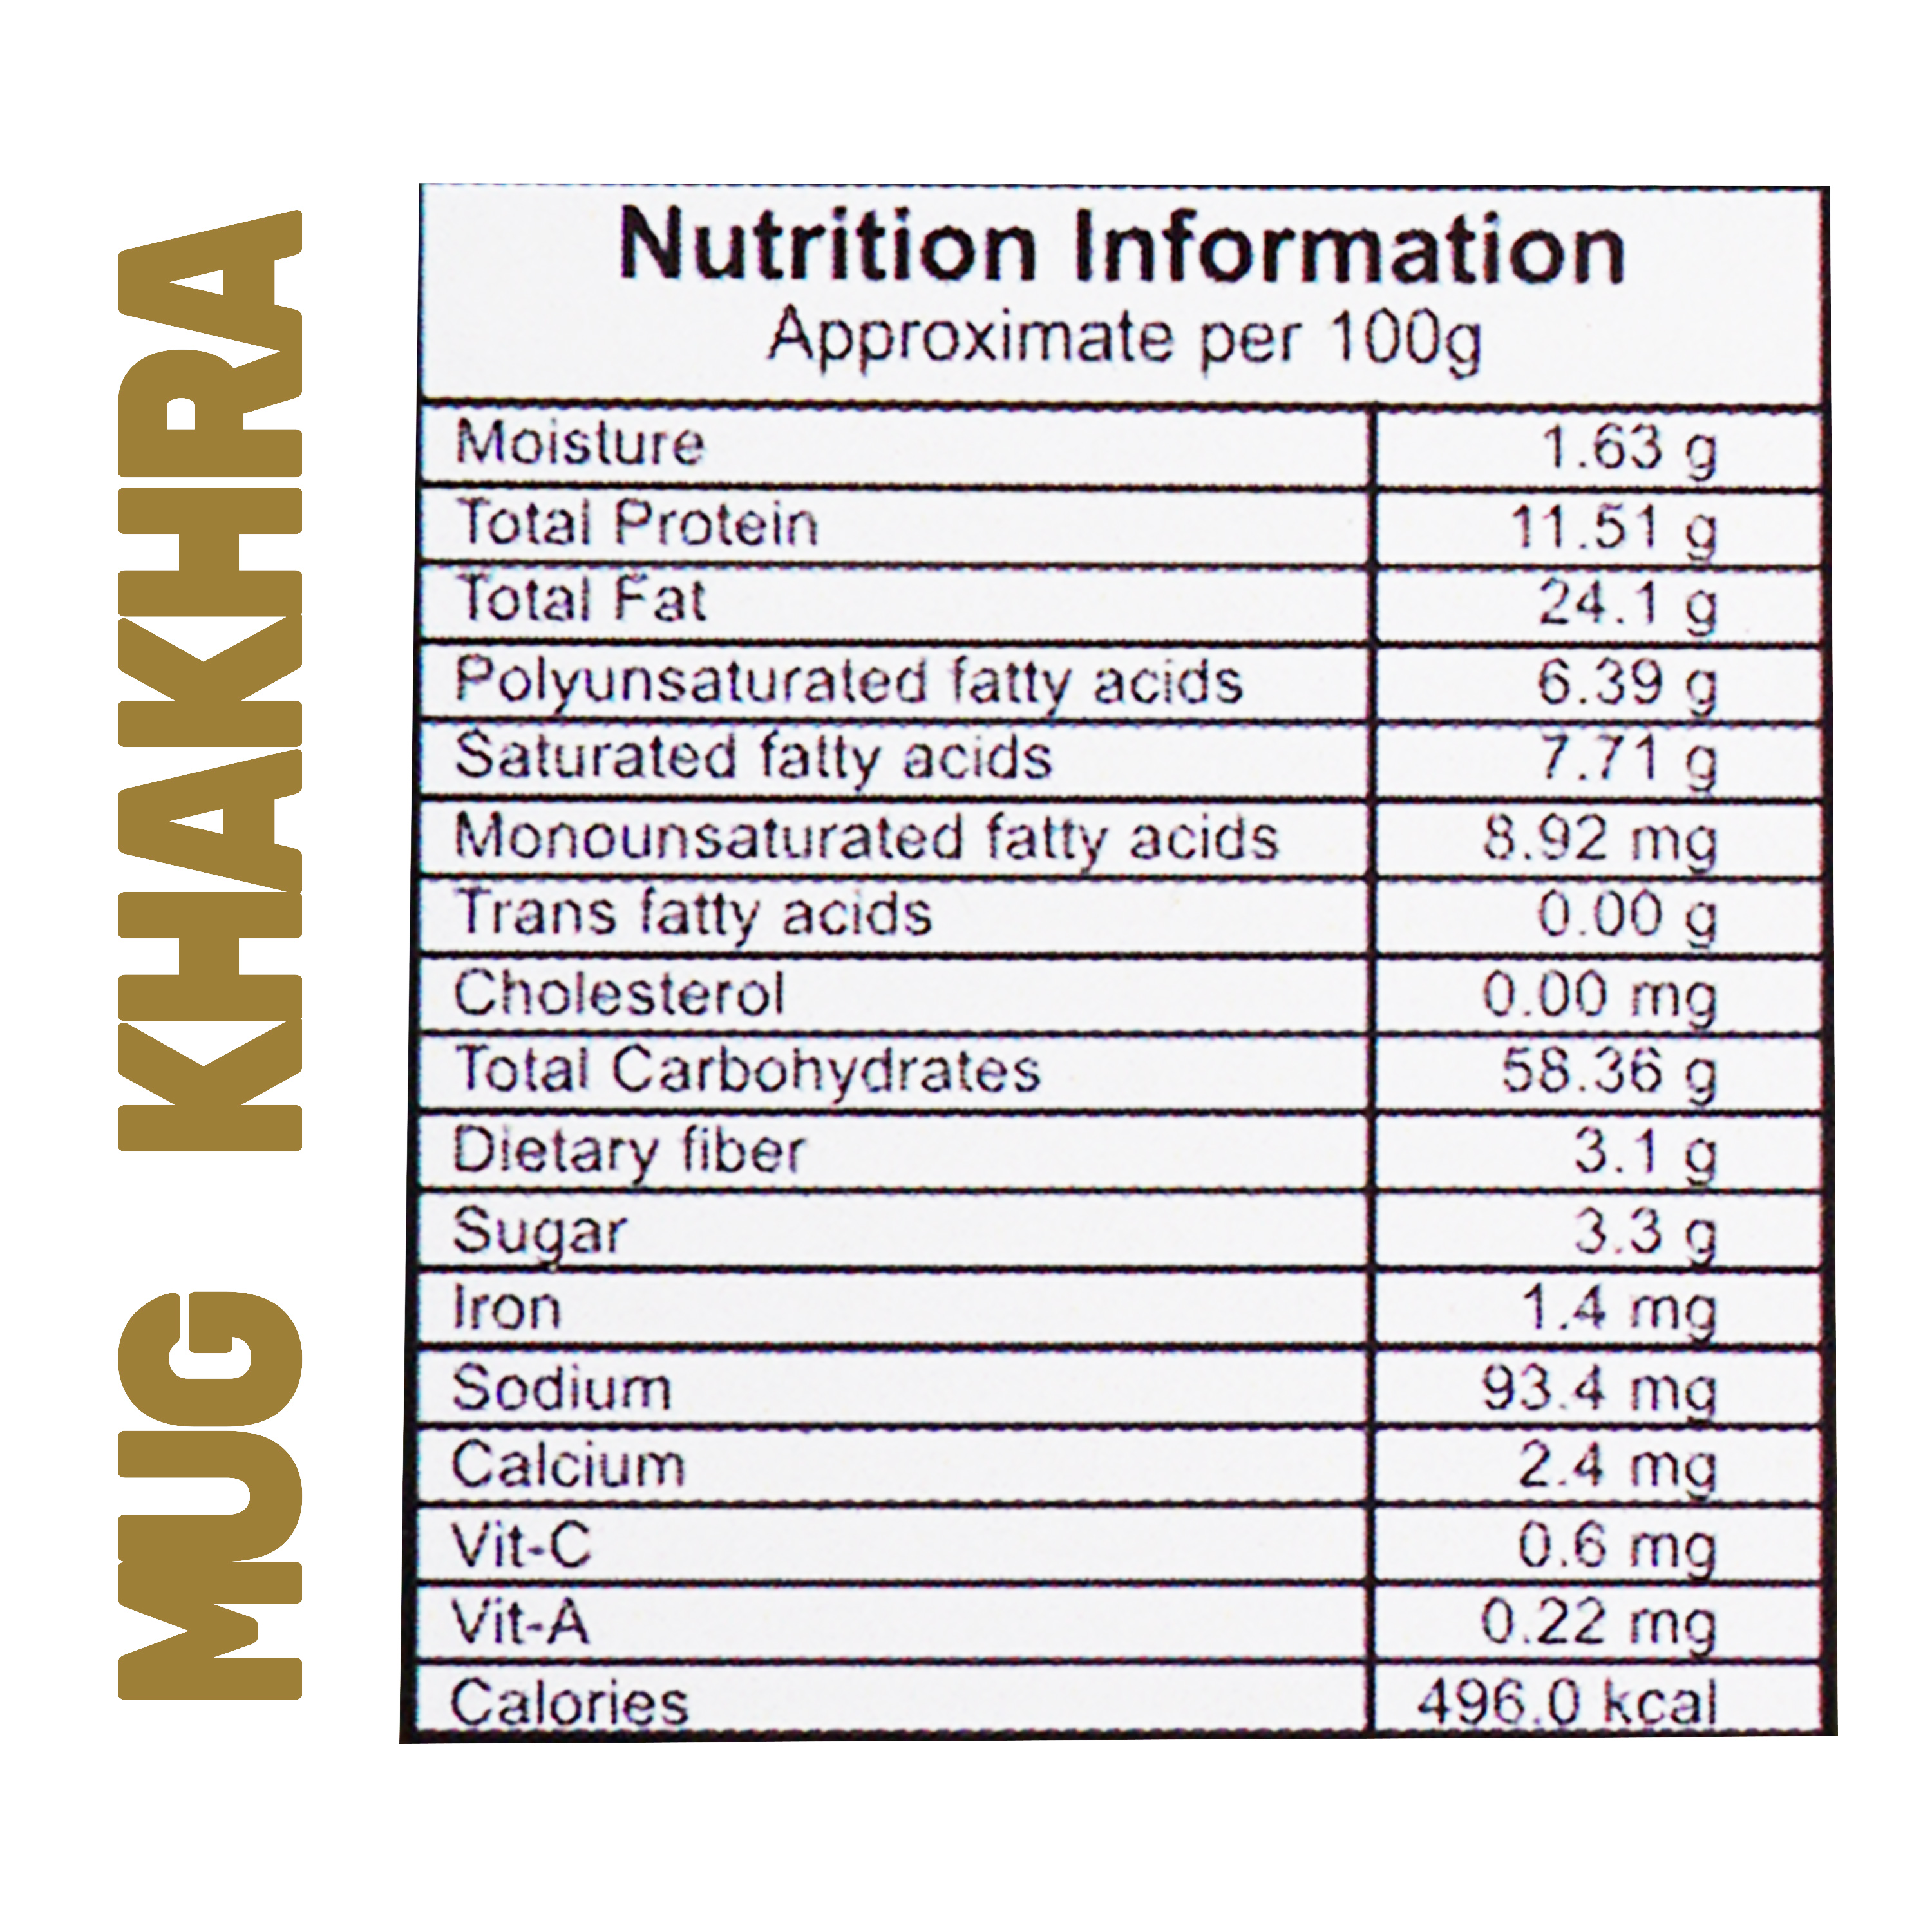 MUG KHAKHRA
Nutrition Information
Approximate per 100g
Moisture 1.63 g
Total Protein 11.51 g
Total Fat 24.1 g
Polyunsaturated fatty acids 6.39 g
Saturated fatty acids 7.71 g
Monounsaturated fatty acids 8.92 mg
Trans fatty acids 0.00 g
Cholesterol 0.00 mg
Total Carbohydrates 58.36 g
Dietary fiber 3.1 g
Sugar 3.3 g
Iron 1.4 mg
Sodium 93.4 mg
Calcium 2.4 mg
Vit-C 0.6 mg
Vit-A 0.22 mg
Calories 496.0 kcal